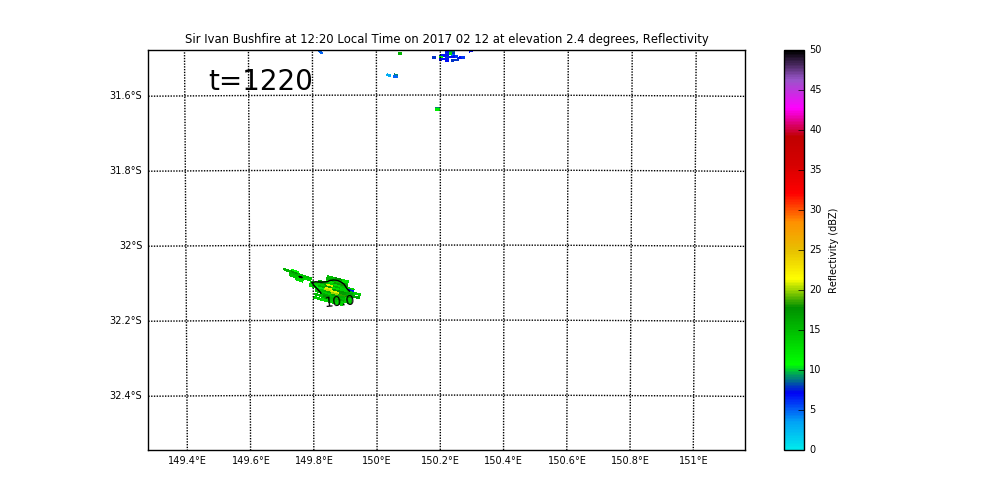 Sir Ivan Bushfire at 12:20 Local Time on 2017 02 12 at elevation 2.4 degrees, Reflectivity
t=1220
31.6°S
31.8°S
32°S
32.2°S
32.4°S
10.0
149.4°E 149.6°E 149.8°E 150°E 150.2°E 150.4°E 150.6°E 150.8°E 151°E
50
45
40
35
30
25
20
15
10
5
0
Reflectivity (dBZ)